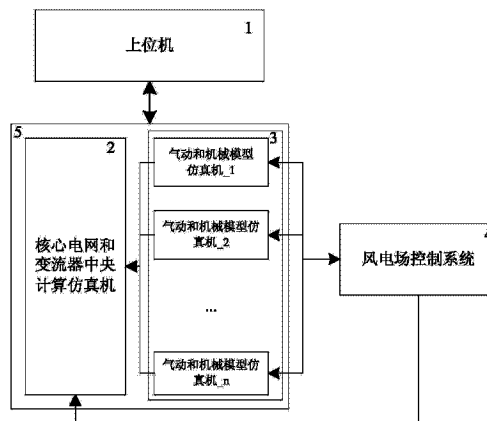 1
上位机
5
2
3
4
气动和机械模型
仿真机_1
气动和机械模型仿
真机_2
核心电网和
变流器中央
计算仿真机
风电场控制系统
...
气动和机械模型仿
真机_n